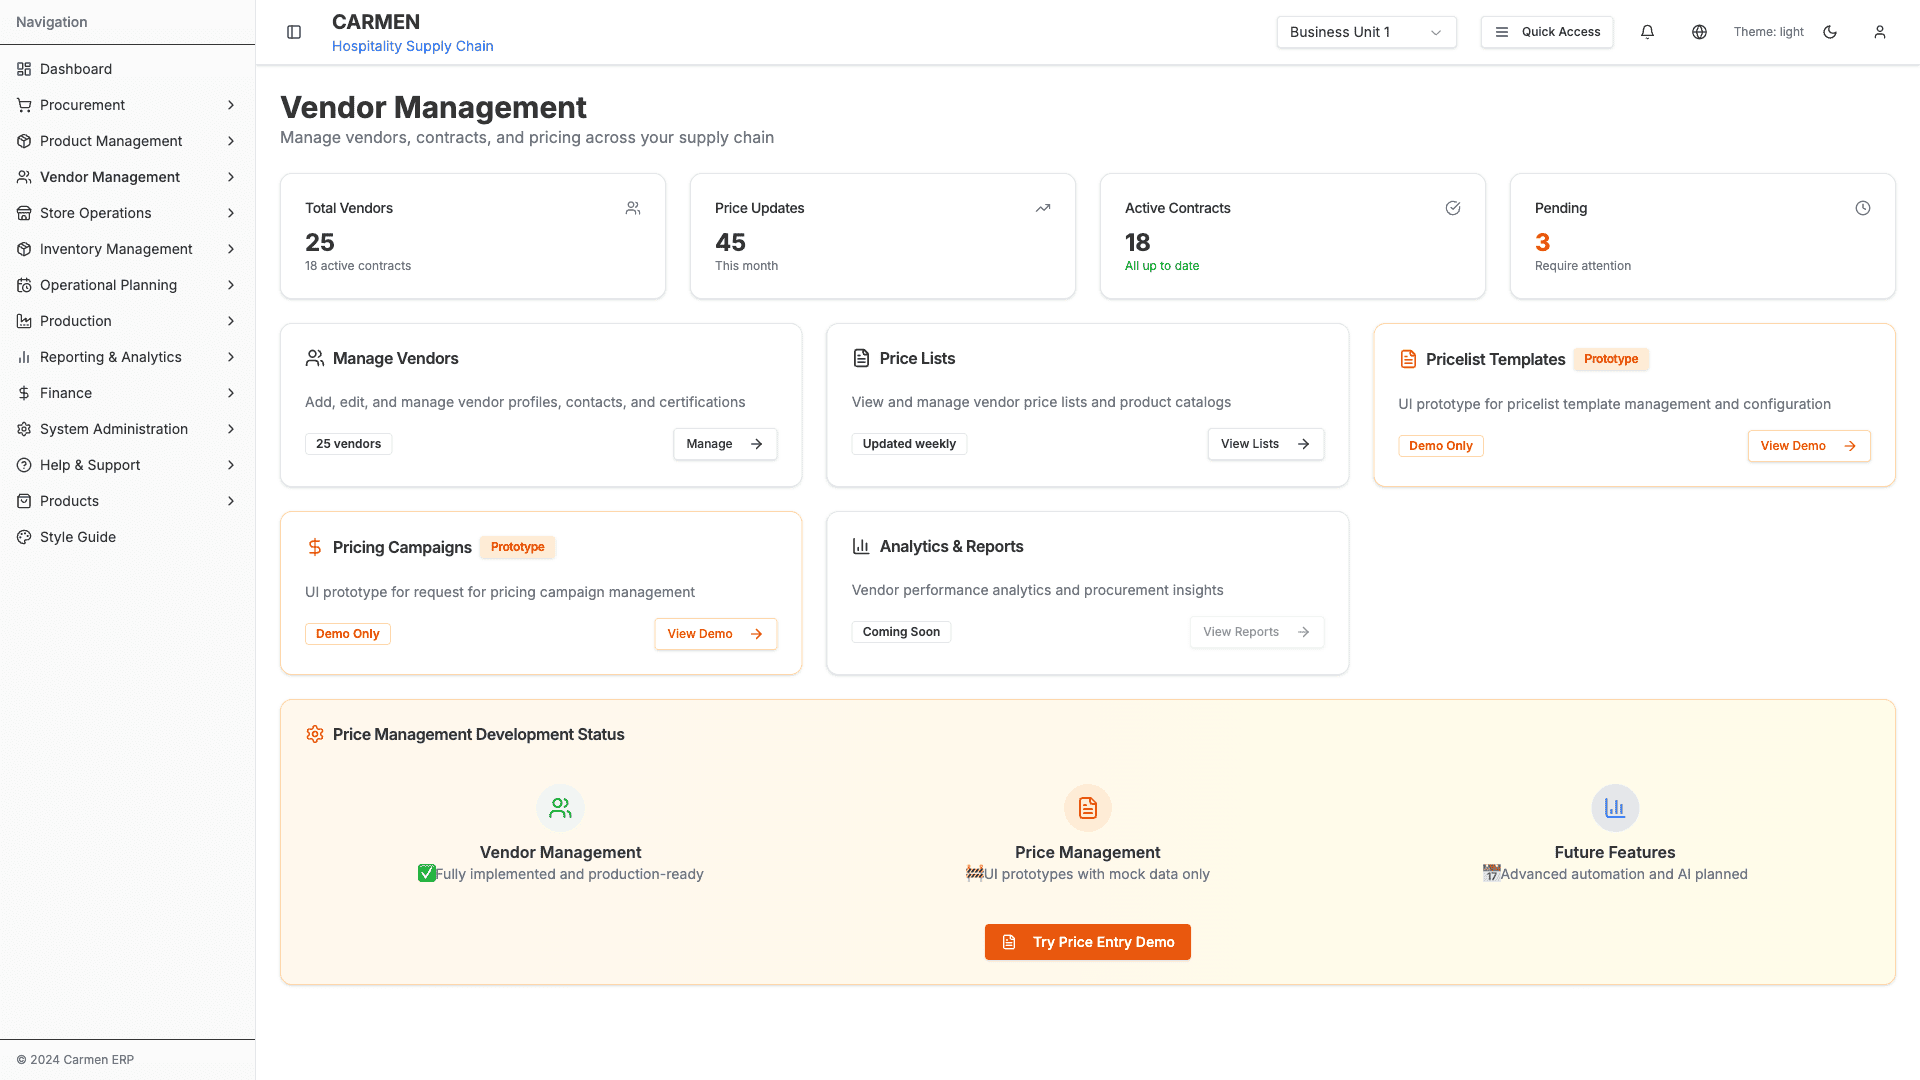 Navigation
Dashboard
Procurement
Product Management
Vendor Management
Store Operations
Inventory Management
Operational Planning
Production
Reporting & Analytics
Finance
System Administration
Help & Support
Products
Style Guide
© 2024 Carmen ERP
CARMEN
Hospitality Supply Chain
Business Unit 1
Quick Access
Theme: light
Vendor Management
Manage vendors, contracts, and pricing across your supply chain
Total Vendors
25
18 active contracts
Price Updates
45
This month
Active Contracts
18
All up to date
Pending
3
Require attention
Manage Vendors
Add, edit, and manage vendor profiles, contacts, and certifications
25 vendors
Manage
Price Lists
View and manage vendor price lists and product catalogs
Updated weekly
View Lists
Pricelist Templates
Prototype
UI prototype for pricelist template management and configuration
Demo Only
View Demo
Pricing Campaigns
Prototype
UI prototype for request for pricing campaign management
Demo Only
View Demo
Analytics & Reports
Vendor performance analytics and procurement insights
Coming Soon
View Reports
Price Management Development Status
Vendor Management
✅Fully implemented and production-ready
Price Management
🚧UI prototypes with mock data only
Future Features
📅Advanced automation and AI planned
Try Price Entry Demo